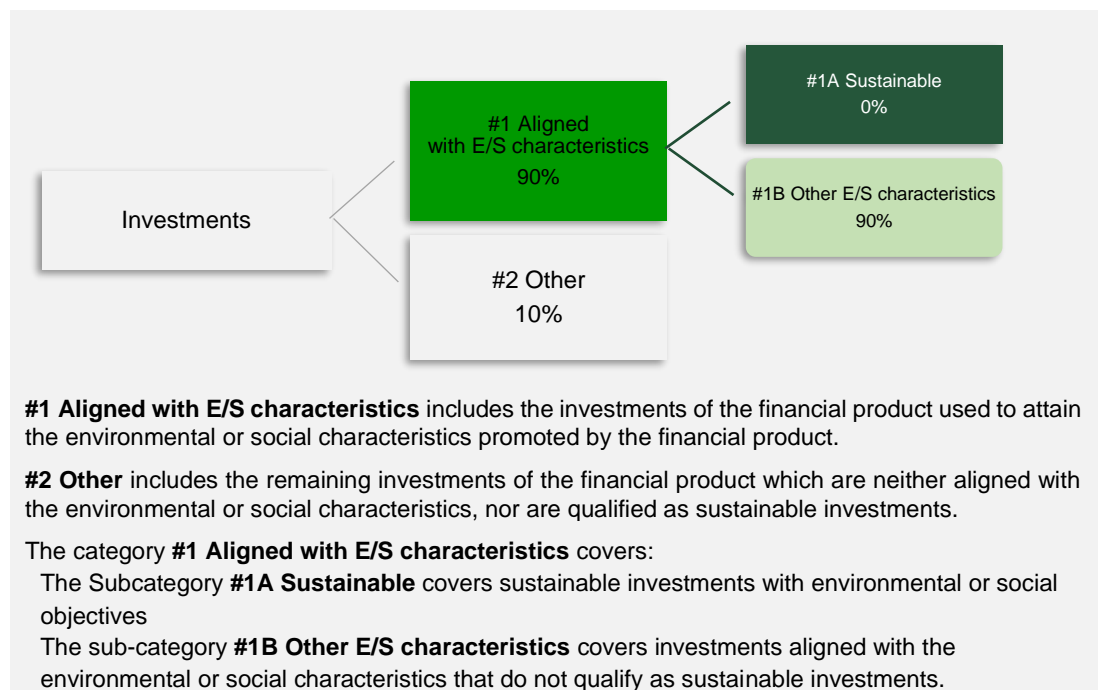 #1A Sustainable
0%
#1 Aligned
with E/S characteristics
90%
#1B Other E/S characteristics
90%
Investments
#2 Other
10%
#1 Aligned with E/S characteristics includes the investments of the financial product used to attain
the environmental or social characteristics promoted by the financial product.
#2 Other includes the remaining investments of the financial product which are neither aligned with
the environmental or social characteristics, nor are qualified as sustainable investments.
The category #1 Aligned with E/S characteristics covers:
The Subcategory #1A Sustainable covers sustainable investments with environmental or social
objectives
The sub-category #1B Other E/S characteristics covers investments aligned with the
environmental or social characteristics that do not qualify as sustainable investments.